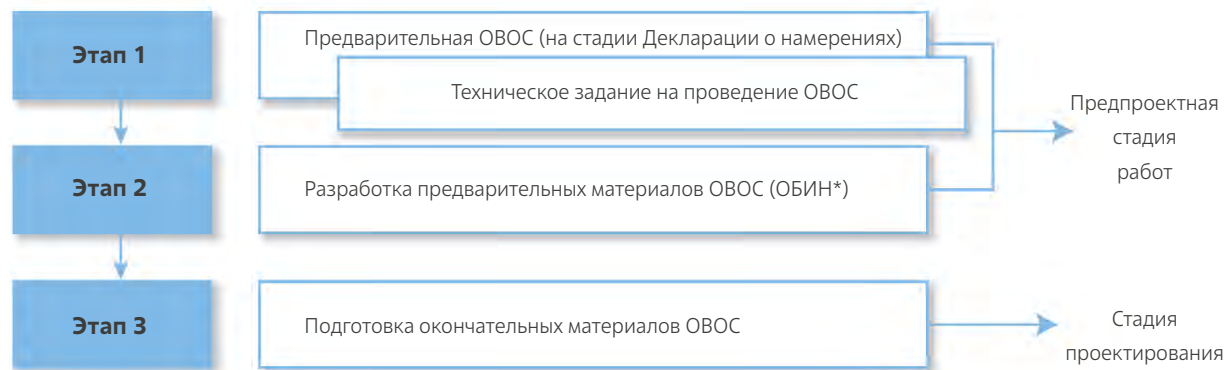 Этап 1
Предварительная ОВОС (на стадии Декларации о намерениях)
Техническое задание на проведение ОВОС
Этап 2
Разработка предварительных материалов ОВОС (ОБИН*)
Предпроектная
стадия
работ
Этап 3
Подготовка окончательных материалов ОВОС
Стадия
проектирования